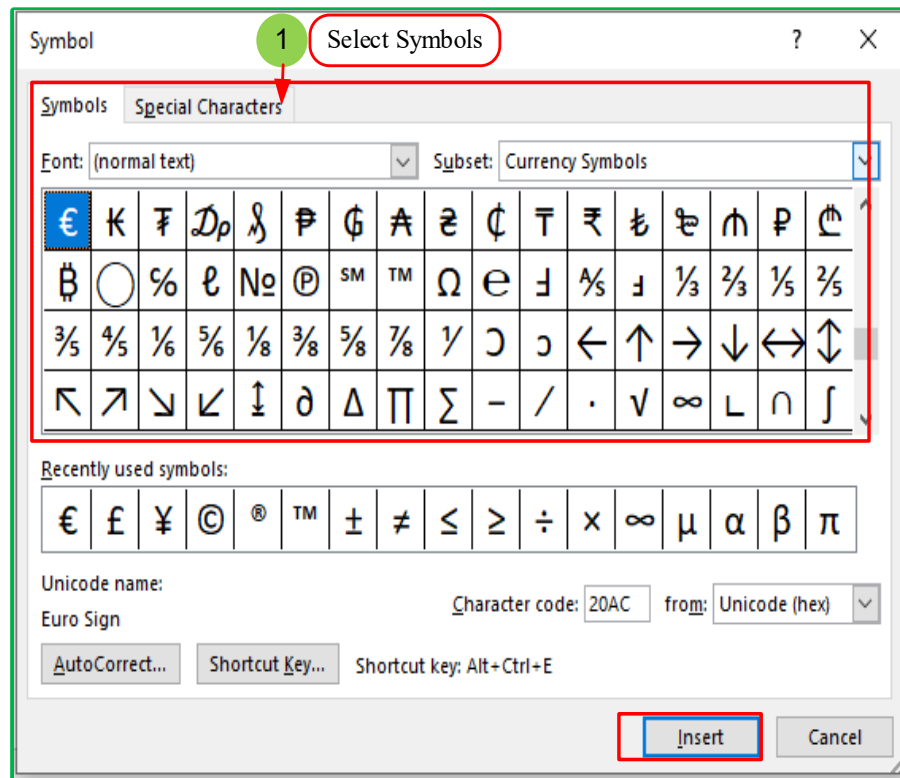 Symbol 1 Select Symbols ? ×
Symbols Special Characters
Font: (normal text) Subset: Currency Symbols
€ ₭ ₮ ₯ ₰ ₱ ₲ ₳ ₴ ₵ ₸ ₹ ₺ ₻ ₼ ₽ ₾
₿ ◯ ℅ ℓ № ℗ ℠ ™ Ω ℮ Ⅎ ⅍ ⅎ ⅓ ⅔ ⅕ ⅖
⅗ ⅘ ⅙ ⅚ ⅛ ⅜ ⅝ ⅞ ⅟ Ↄ ↄ ← ↑ → ↓ ↔ ↕
↖ ↗ ↘ ↙ ↨ ∂ ∆ ∏ ∑ − ∕ ∙ √ ∞ ∟ ∩ ∫
Recently used symbols:
€ £ ¥ © ® ™ ± ≠ ≤ ≥ ÷ × ∞ µ α β π
Unicode name:
Euro Sign
Character code: 20AC from: Unicode (hex)
AutoCorrect... Shortcut Key... Shortcut key: Alt+Ctrl+E
Insert Cancel